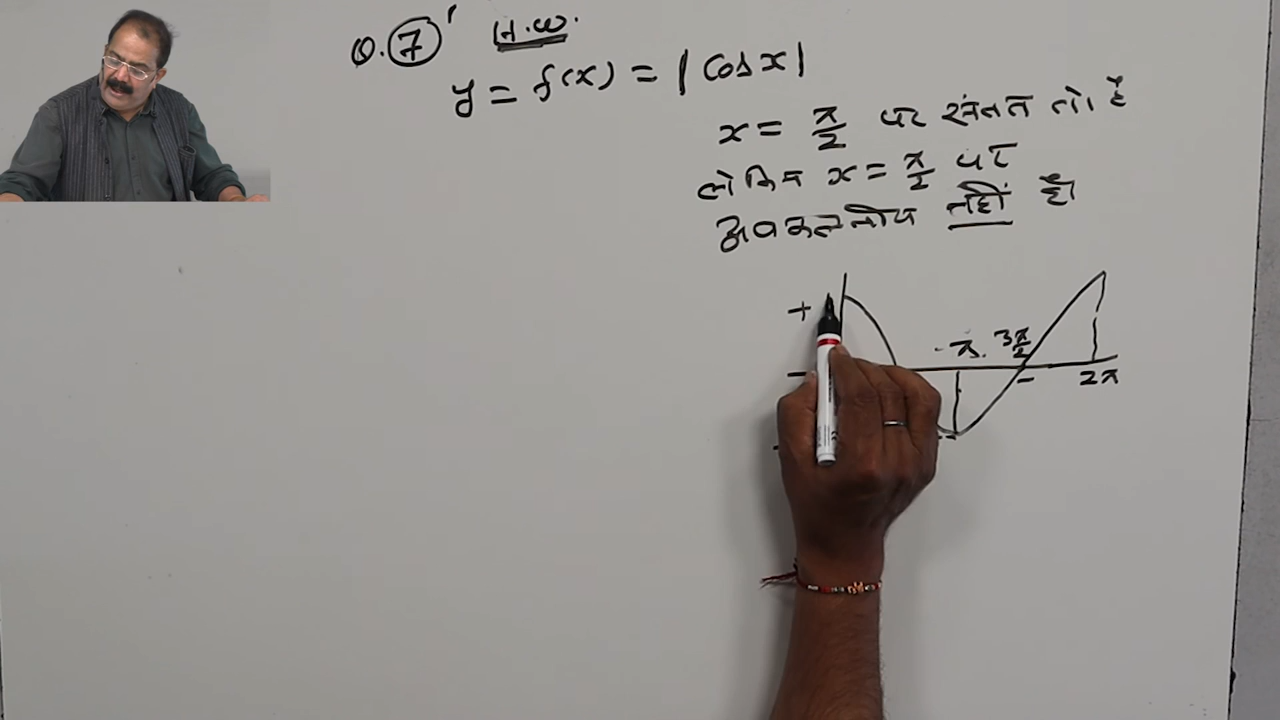 Q. 7 H.W.
y = f(x) = |cos x|
x = π/2 पर संतत तो है
लेकिन x = π/2 पर
अवकलनीय नहीं है।
+
π 3π/2
2π